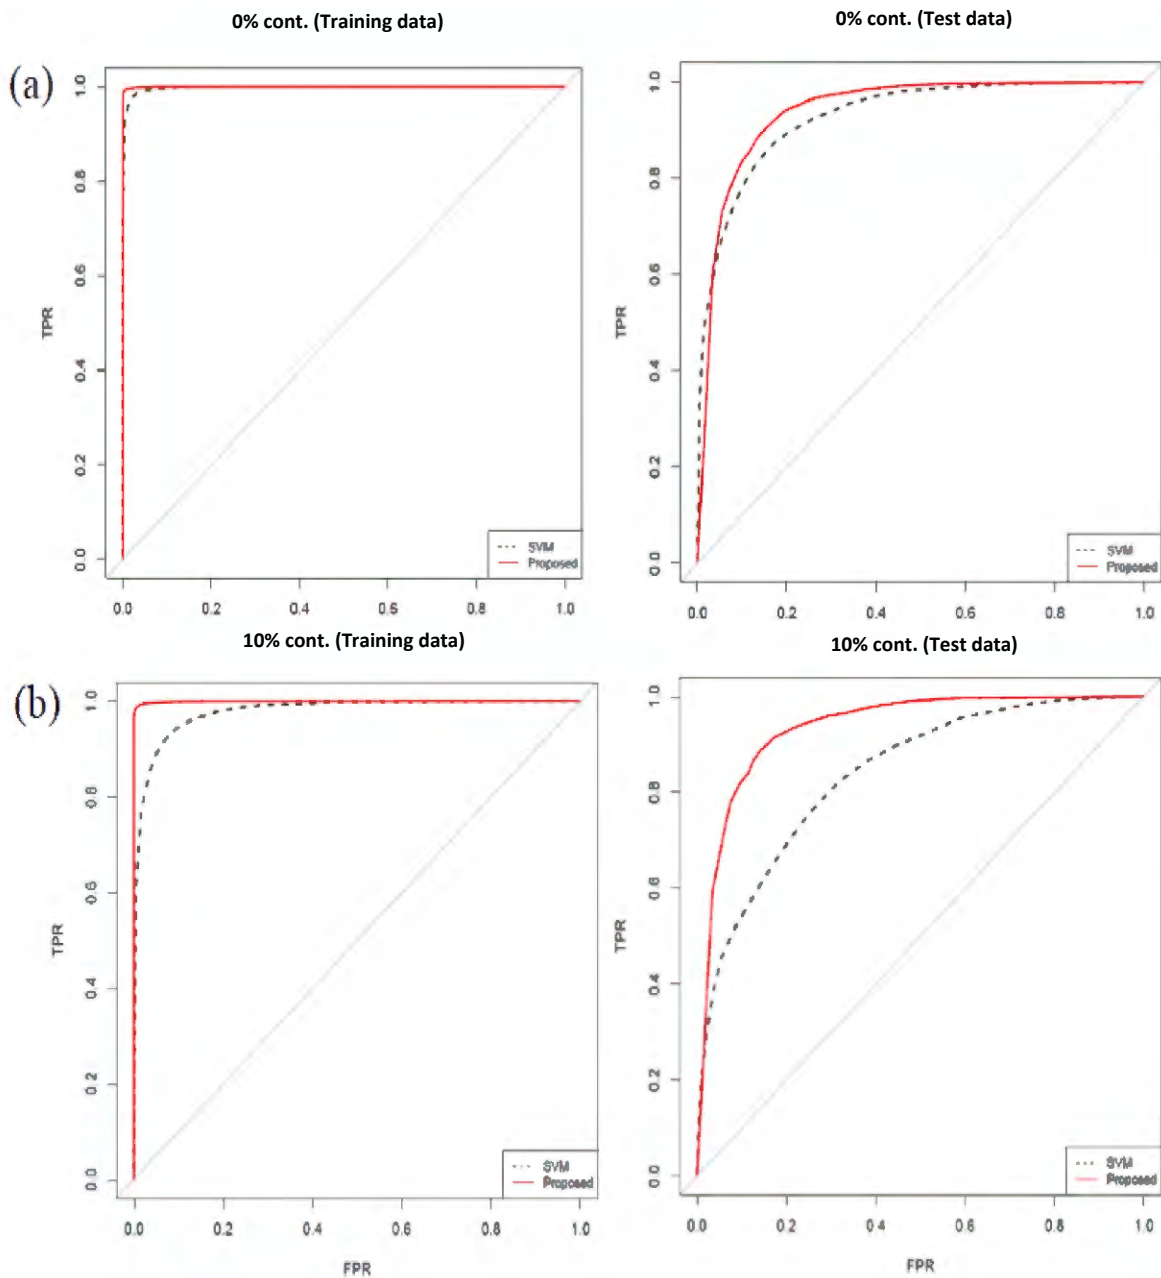 0% cont. (Training data)
0% cont. (Test data)
(a)
TPR
1.0
0.8
0.6
0.4
0.2
0.0
SVM
Proposed
0.0 0.2 0.4 0.6 0.8 1.0
TPR
1.0
0.8
0.6
0.4
0.2
0.0
SVM
Proposed
0.0 0.2 0.4 0.6 0.8 1.0
10% cont. (Training data)
10% cont. (Test data)
(b)
TPR
1.0
0.8
0.6
0.4
0.2
0.0
SVM
Proposed
0.0 0.2 0.4 0.6 0.8 1.0
FPR
TPR
1.0
0.8
0.6
0.4
0.2
0.0
SVM
Proposed
0.0 0.2 0.4 0.6 0.8 1.0
FPR